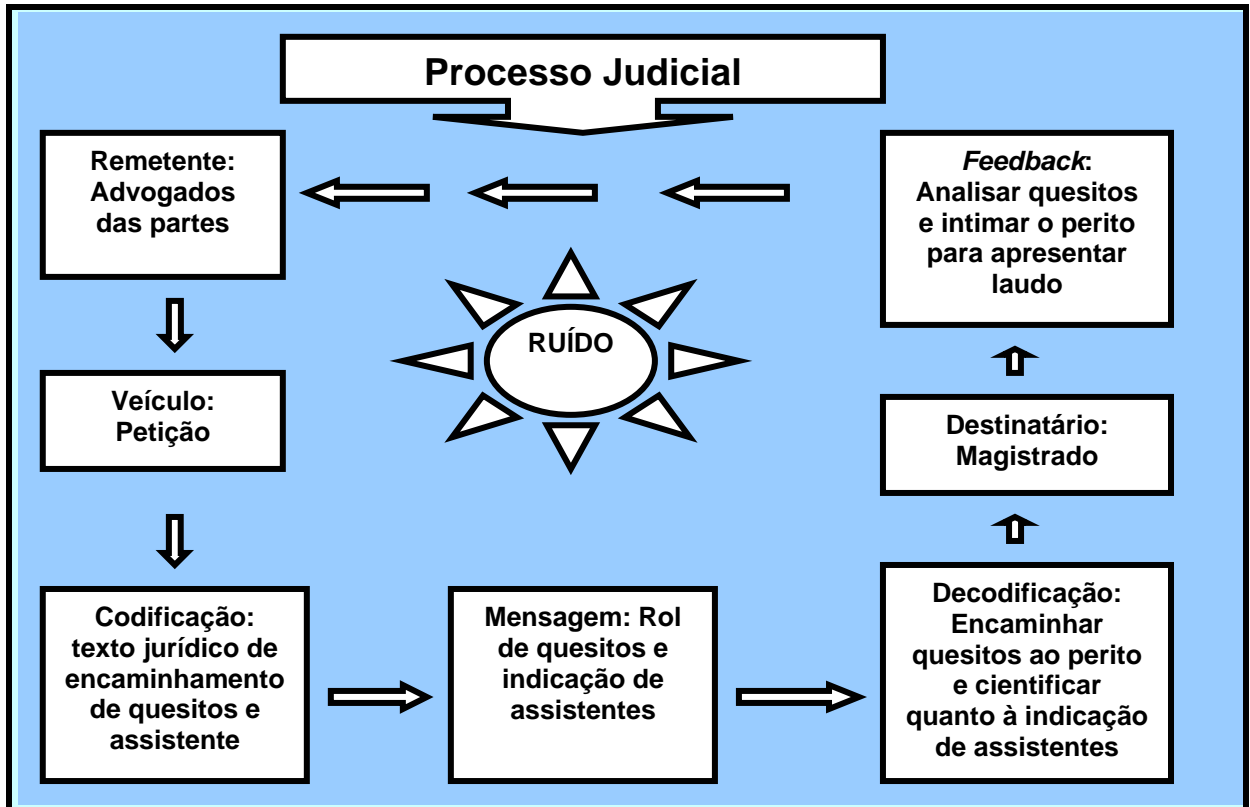 Processo Judicial
Remetente:
Advogados
das partes
Veículo:
Petição
Codificação:
texto jurídico de
encaminhamento
de quesitos e
assistente
Mensagem: Rol
de quesitos e
indicação de
assistentes
Decodificação:
Encaminhar
quesitos ao perito
e cientificar
quanto à indicação
de assistentes
Destinatário:
Magistrado
Feedback:
Analisar quesitos
e intimar o perito
para apresentar
laudo
RUÍDO